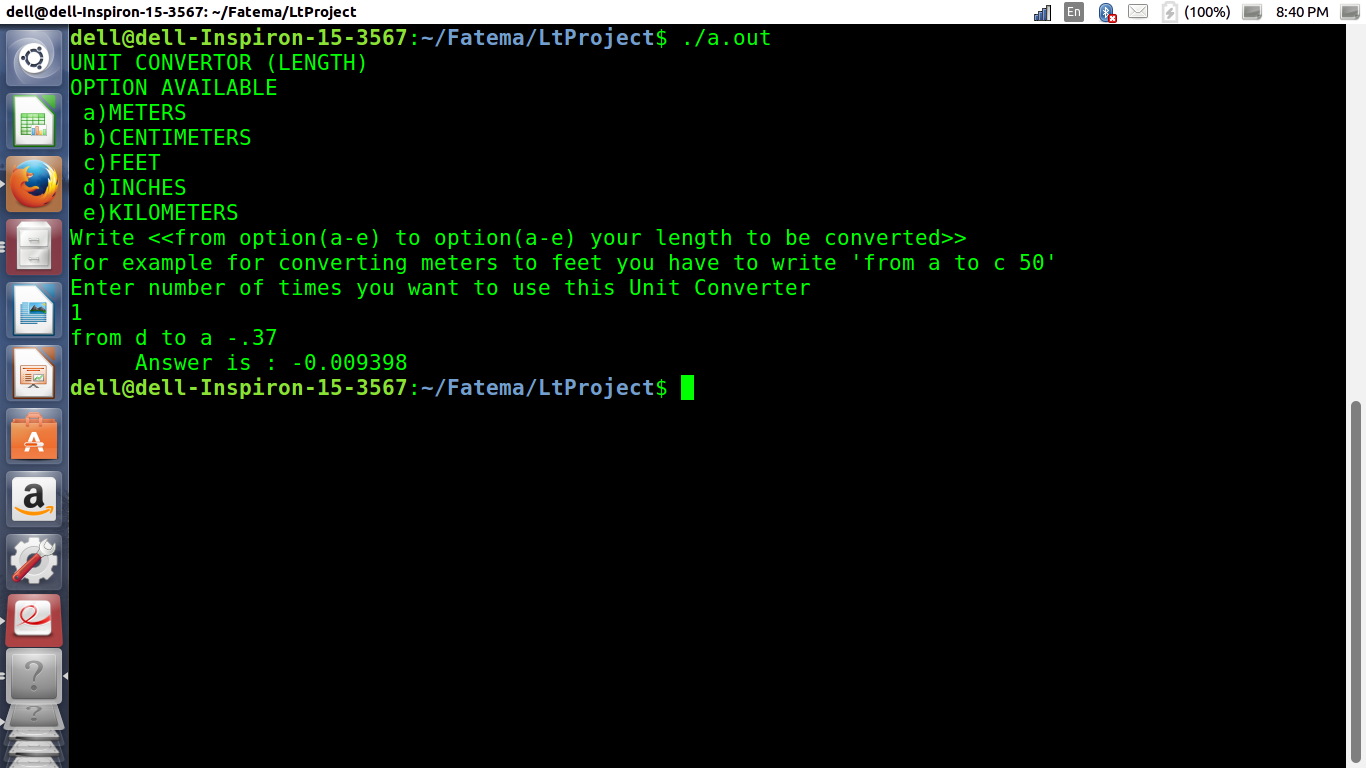 dell@dell-Inspiron-15-3567: ~/Fatema/LtProject En (100%) 8:40 PM
dell@dell-Inspiron-15-3567:~/Fatema/LtProject$ ./a.out
UNIT CONVERTOR (LENGTH)
OPTION AVAILABLE
a)METERS
b)CENTIMETERS
c)FEET
d)INCHES
e)KILOMETERS
Write <<from option(a-e) to option(a-e) your length to be converted>>
for example for converting meters to feet you have to write 'from a to c 50'
Enter number of times you want to use this Unit Converter
1
from d to a -.37
Answer is : -0.009398
dell@dell-Inspiron-15-3567:~/Fatema/LtProject$